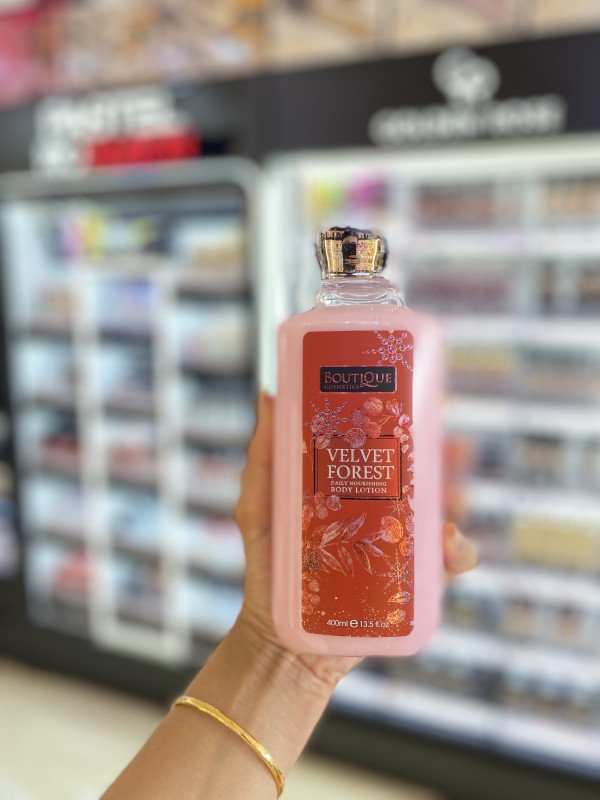 BOUTIQUE
COSMETICS
VELVET
FOREST
DAILY NOURISHING
BODY LOTION
400ml ℮ 13.5 fl.oz